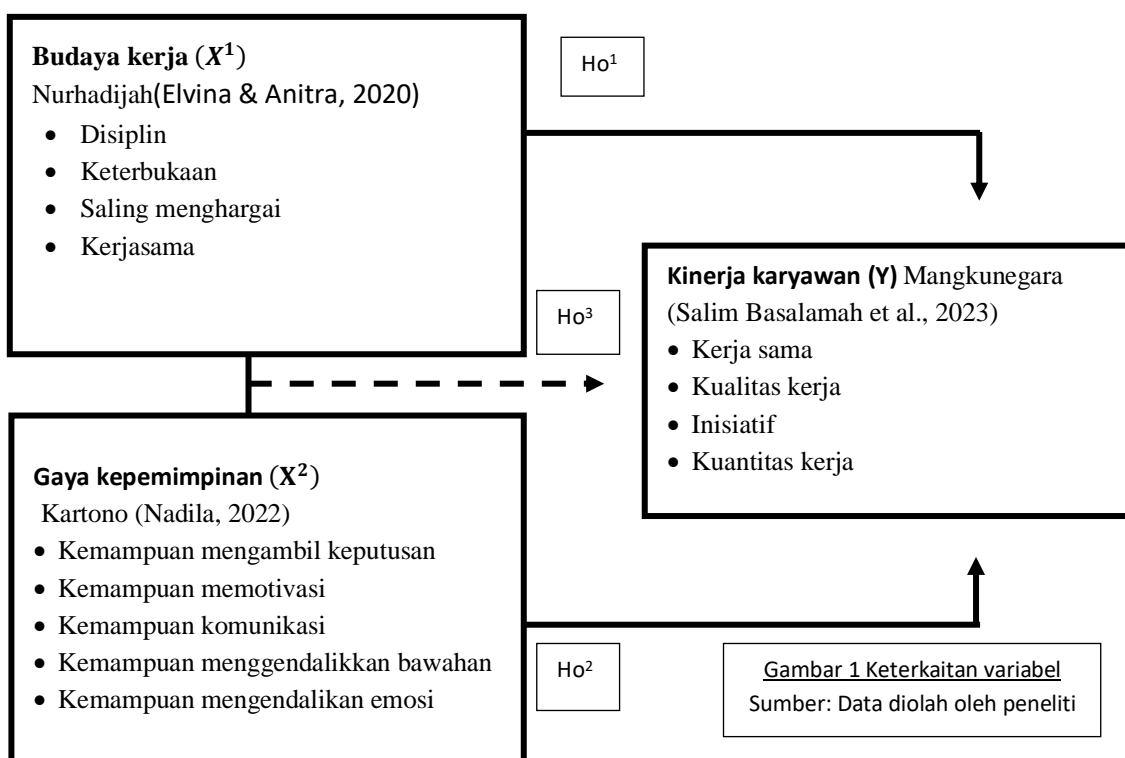 Budaya kerja (𝑋¹)
Nurhadijah(Elvina & Anitra, 2020)
• Disiplin
• Keterbukaan
• Saling menghargai
• Kerjasama
Ho¹
Ho³
Kinerja karyawan (Y) Mangkunegara
(Salim Basalamah et al., 2023)
• Kerja sama
• Kualitas kerja
• Inisiatif
• Kuantitas kerja
Gaya kepemimpinan (X²)
Kartono (Nadila, 2022)
• Kemampuan mengambil keputusan
• Kemampuan memotivasi
• Kemampuan komunikasi
• Kemampuan menggendalikkan bawahan
• Kemampuan mengendalikan emosi
Ho²
Gambar 1 Keterkaitan variabel
Sumber: Data diolah oleh peneliti